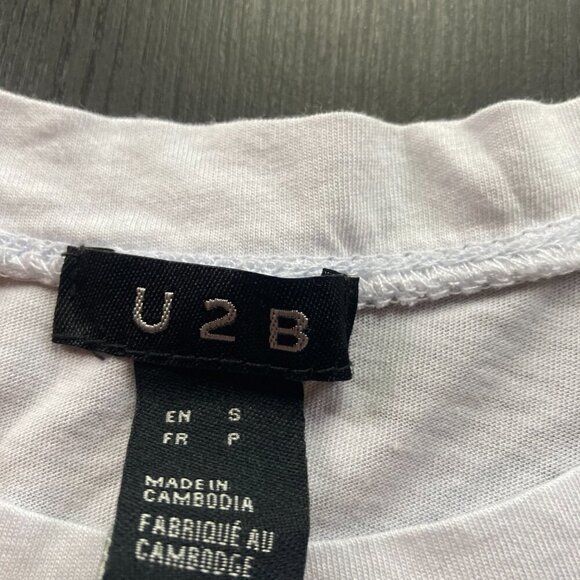 U2B
EN S
FR P
MADE IN
CAMBODIA
FABRIQUÉ AU
CAMBODGE